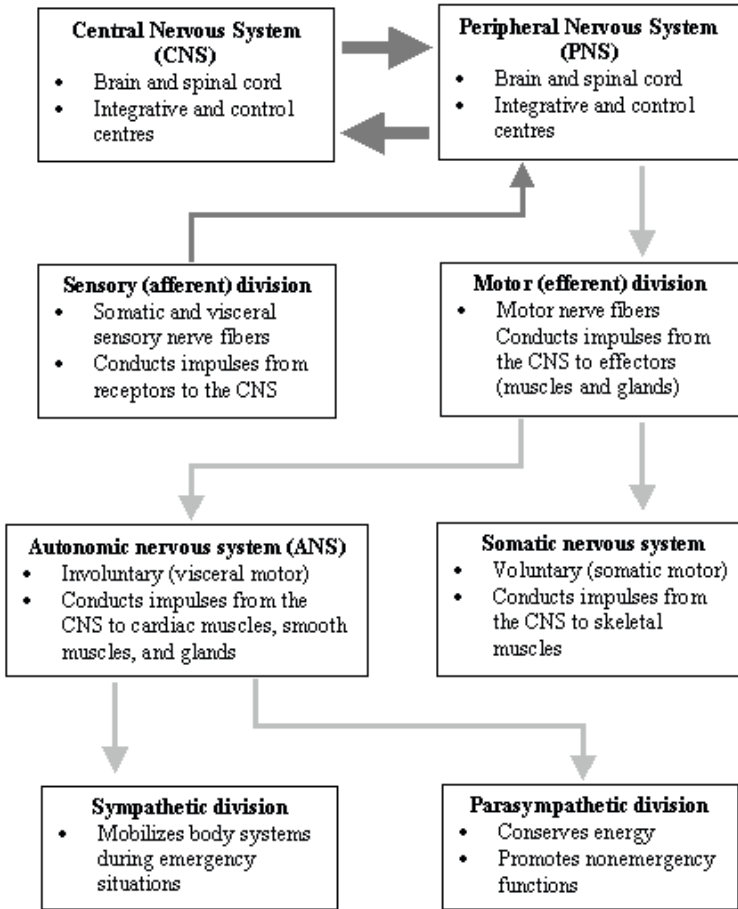 Central Nervous System
(CNS)
• Brain and spinal cord
• Integrative and control
centres
Peripheral Nervous System
(PNS)
• Brain and spinal cord
• Integrative and control
centres
Sensory (afferent) division
• Somatic and visceral
sensory nerve fibers
• Conducts impulses from
receptors to the CNS
Motor (efferent) division
• Motor nerve fibers
Conducts impulses from
the CNS to effectors
(muscles and glands)
Autonomic nervous system (ANS)
• Involuntary (visceral motor)
• Conducts impulses from the
CNS to cardiac muscles, smooth
muscles, and glands
Somatic nervous system
• Voluntary (somatic motor)
• Conducts impulses from
the CNS to skeletal
muscles
Sympathetic division
• Mobilizes body systems
during emergency
situations
Parasympathetic division
• Conserves energy
• Promotes nonemergency
functions